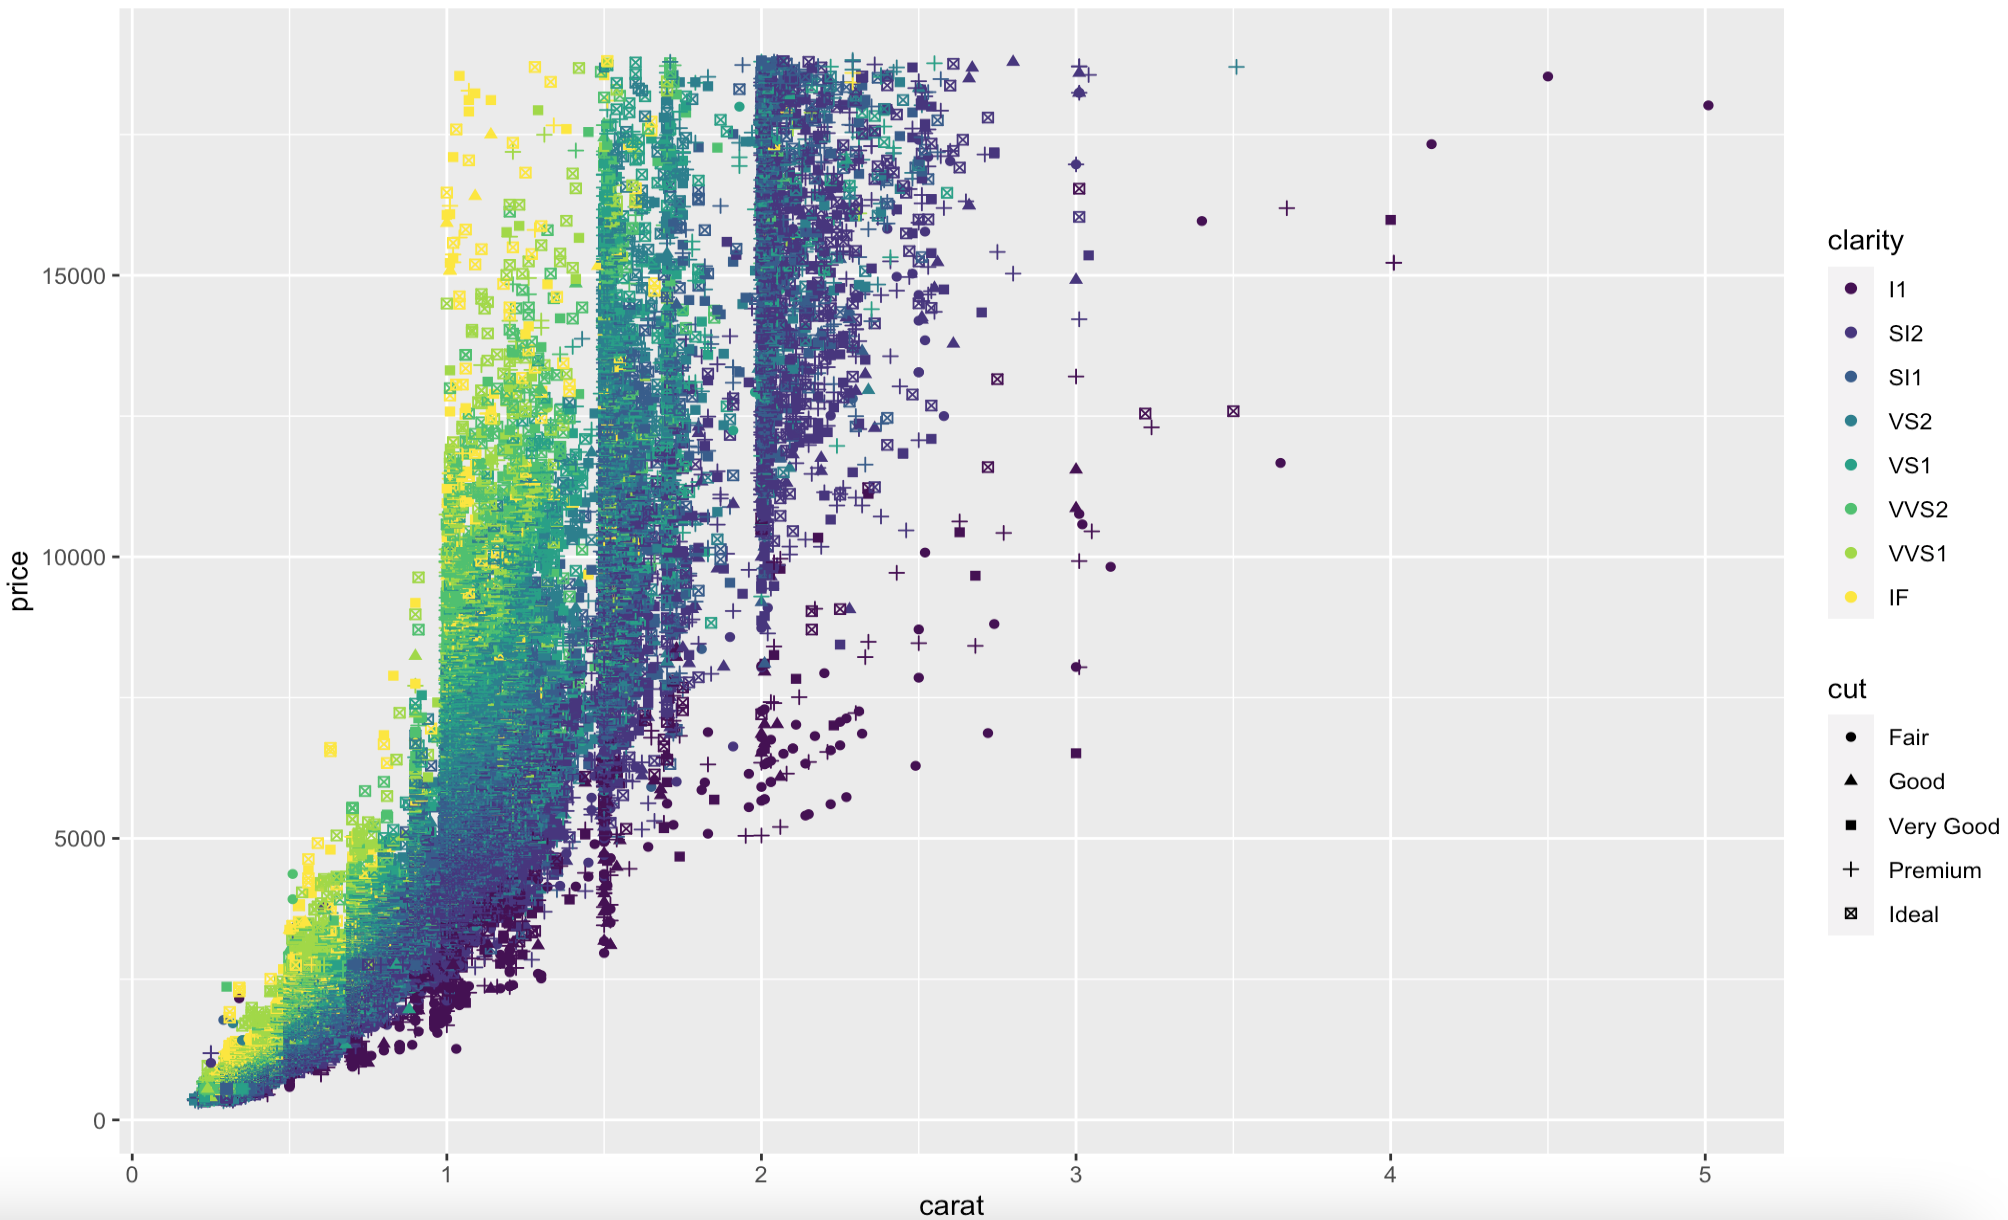 price
15000
10000
5000
0
0 1 2 3 4 5
carat
clarity
I1
SI2
SI1
VS2
VS1
VVS2
VVS1
IF
cut
Fair
Good
Very Good
Premium
Ideal